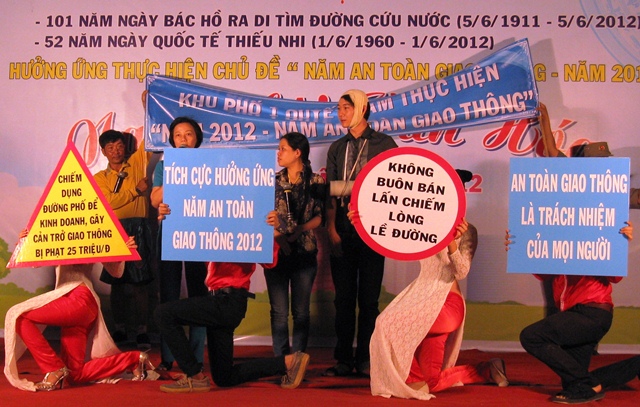 - 101 NĂM NGÀY BÁC HỒ RA DI TÌM ĐƯỜNG CỨU NƯỚC (5/6/1911 - 5/6/2012)
- 52 NĂM NGÀY QUỐC TẾ THIẾU NHI (1/6/1960 - 1/6/2012)
HƯỞNG ỨNG THỰC HIỆN CHỦ ĐỀ " NĂM AN TOÀN GIAO NG - NĂM 201
KHU PHỐ 1 QUYẾT TÂM THỰC HIỆN
"NĂM 2012 - NĂM AN TOÀN GIAO THÔNG"
CHIẾM
DỤNG
ĐƯỜNG PHỐ ĐỂ
KINH DOANH, GÂY
CẢN TRỞ GIAO THÔNG
BỊ PHẠT 25 TRIỆU/Đ
TÍCH CỰC HƯỞNG ỨNG
NĂM AN TOÀN
GIAO THÔNG 2012
KHÔNG
BUÔN BÁN
LẤN CHIẾM
LÒNG
LỀ ĐƯỜNG
AN TOÀN GIAO THÔNG
LÀ TRÁCH NHIỆM
CỦA MỌI NGƯỜI